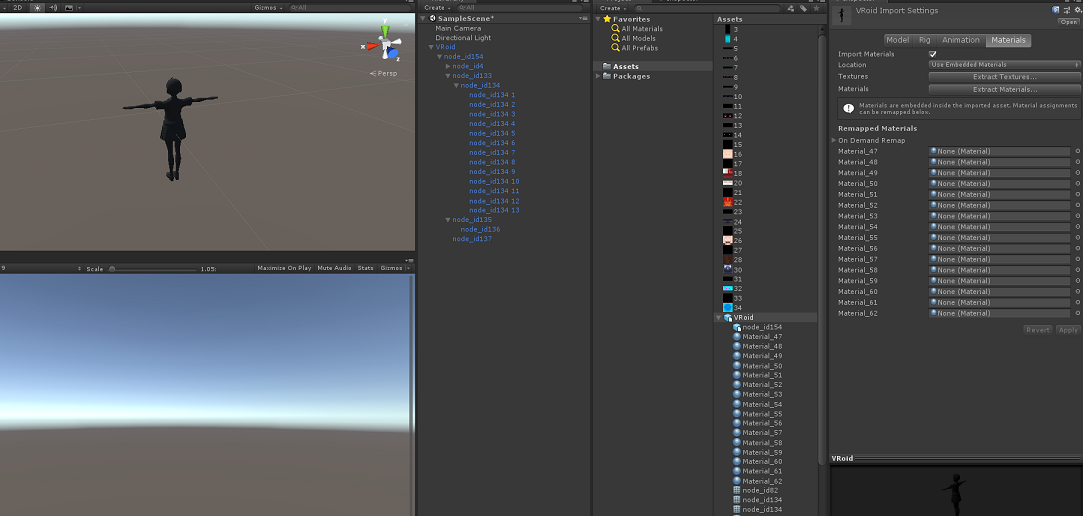 2D
Gizmos
All
y
x
z
Persp
9
Scale
1.05:
Maximize On Play
Mute Audio
Stats
Gizmos
Create
All
SampleScene*
Main Camera
Directional Light
VRoid
node_id154
node_id4
node_id133
node_id134
node_id134 1
node_id134 2
node_id134 3
node_id134 4
node_id134 5
node_id134 6
node_id134 7
node_id134 8
node_id134 9
node_id134 10
node_id134 11
node_id134 12
node_id134 13
node_id135
node_id136
node_id137
Create
Favorites
All Materials
All Models
All Prefabs
Assets
Packages
Assets
3
4
5
6
7
8
9
10
11
12
13
14
15
16
17
18
20
21
22
23
24
25
26
27
28
30
31
32
33
34
VRoid
node_id154
Material_47
Material_48
Material_49
Material_50
Material_51
Material_52
Material_53
Material_54
Material_55
Material_56
Material_57
Material_58
Material_59
Material_60
Material_61
Material_62
node_id82
node_id134
node_id134
VRoid Import Settings
Open
Model
Rig
Animation
Materials
Import Materials
Location
Use Embedded Materials
Textures
Extract Textures...
Materials
Extract Materials...
Materials are embedded inside the imported asset. Material assignments
can be remapped below.
Remapped Materials
On Demand Remap
Material_47 None (Material)
Material_48 None (Material)
Material_49 None (Material)
Material_50 None (Material)
Material_51 None (Material)
Material_52 None (Material)
Material_53 None (Material)
Material_54 None (Material)
Material_55 None (Material)
Material_56 None (Material)
Material_57 None (Material)
Material_58 None (Material)
Material_59 None (Material)
Material_60 None (Material)
Material_61 None (Material)
Material_62 None (Material)
Revert
Apply
VRoid